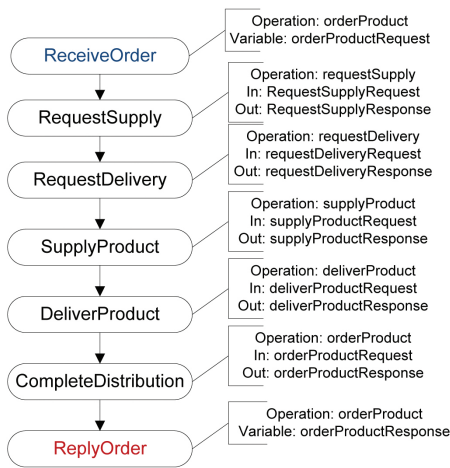 Operation: orderProduct
Variable: orderProductRequest
ReceiveOrder
Operation: requestSupply
In: RequestSupplyRequest
Out: RequestSupplyResponse
RequestSupply
Operation: requestDelivery
In: requestDeliveryRequest
Out: requestDeliveryResponse
RequestDelivery
Operation: supplyProduct
In: supplyProductRequest
Out: supplyProductResponse
SupplyProduct
Operation: deliverProduct
In: deliverProductRequest
Out: deliverProductResponse
DeliverProduct
Operation: orderProduct
In: orderProductRequest
Out: orderProductResponse
CompleteDistribution
Operation: orderProduct
Variable: orderProductResponse
ReplyOrder